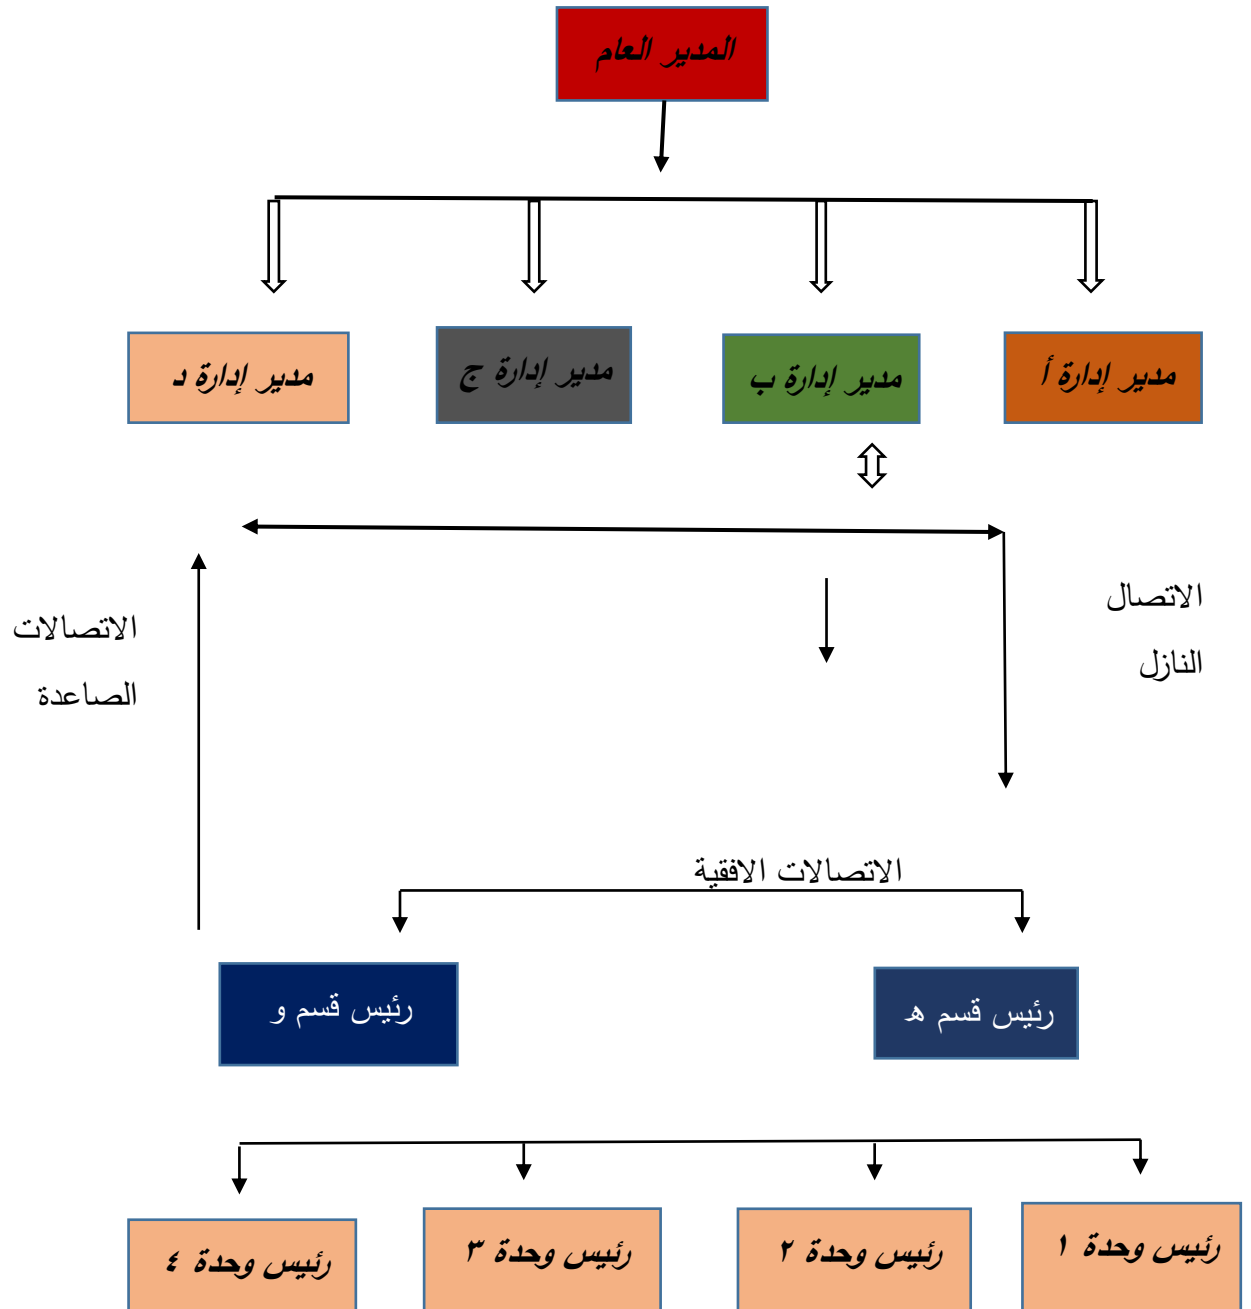 المدير العام
مدير إدارة أ
مدير إدارة ب
مدير إدارة ج
مدير إدارة د
الاتصال
النازل
الاتصالات
الصاعدة
الاتصالات الافقية
رئيس قسم ه
رئيس قسم و
رئيس وحدة ١
رئيس وحدة ٢
رئيس وحدة ٣
رئيس وحدة ٤